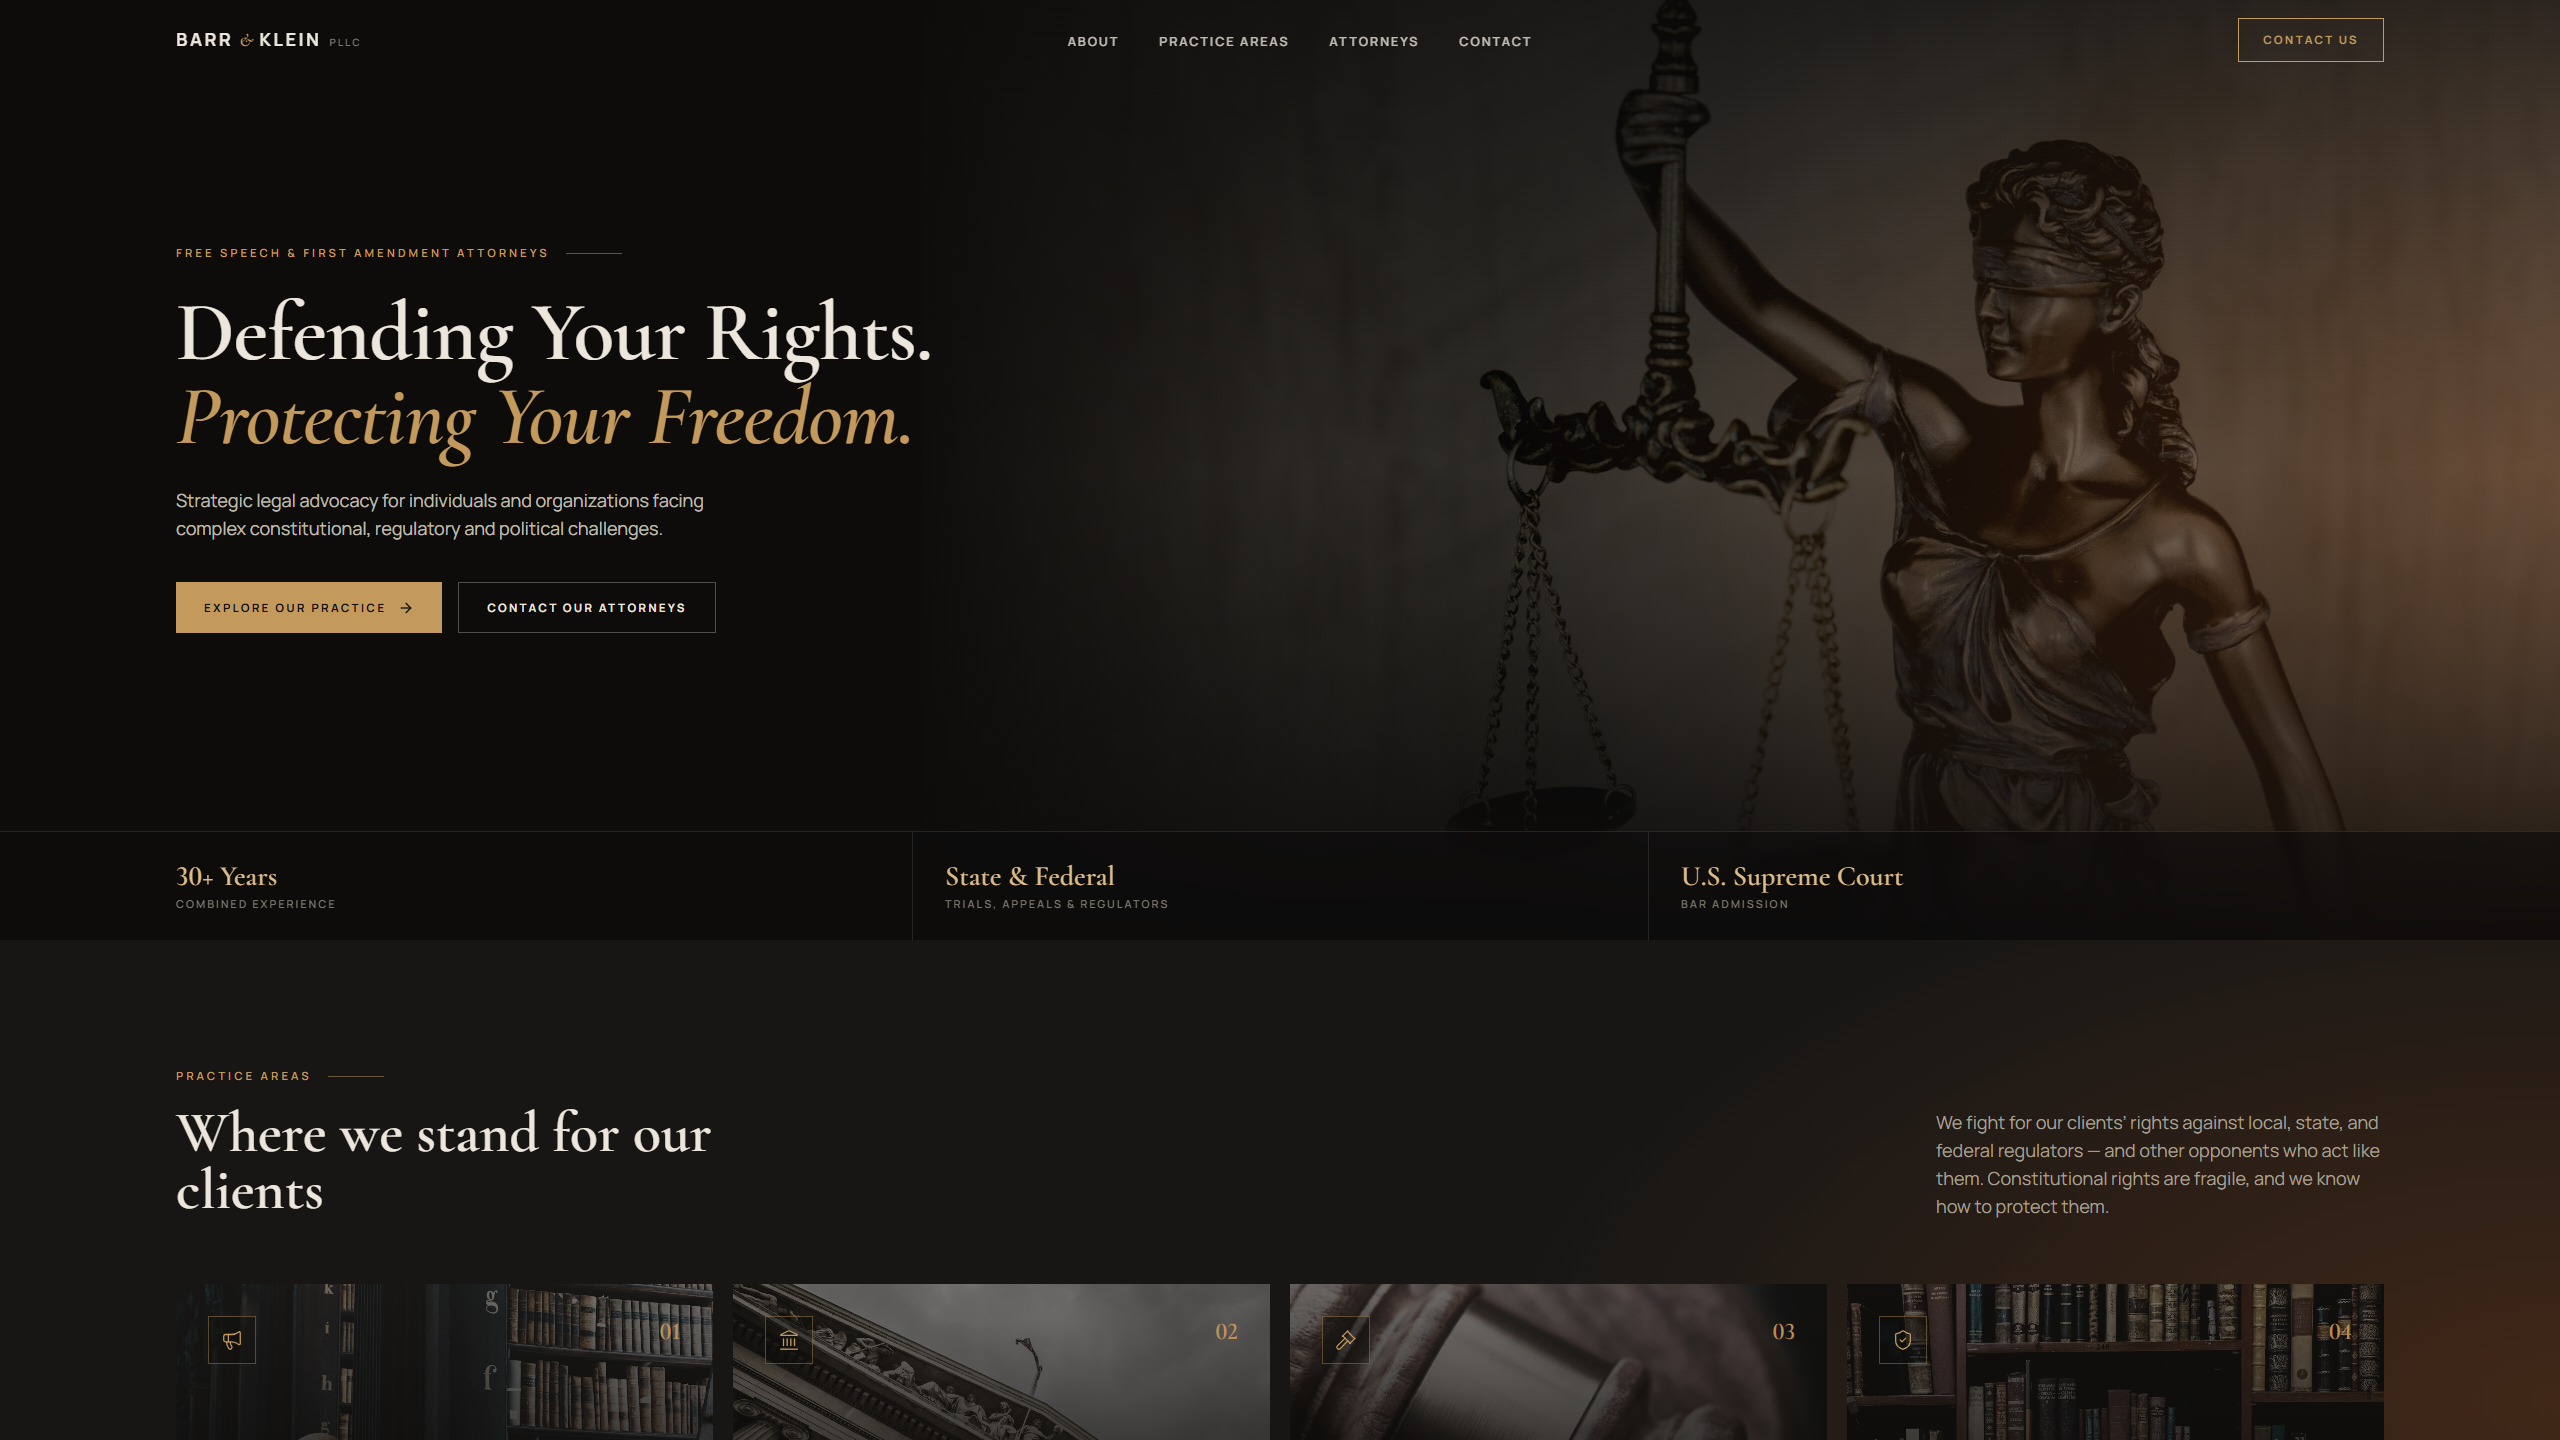 BARR & KLEIN PLLC
ABOUT
PRACTICE AREAS
ATTORNEYS
CONTACT
CONTACT US
FREE SPEECH & FIRST AMENDMENT ATTORNEYS
Defending Your Rights.
Protecting Your Freedom.
Strategic legal advocacy for individuals and organizations facing
complex constitutional, regulatory and political challenges.
EXPLORE OUR PRACTICE
CONTACT OUR ATTORNEYS
30+ Years
COMBINED EXPERIENCE
State & Federal
TRIALS, APPEALS & REGULATORS
U.S. Supreme Court
BAR ADMISSION
PRACTICE AREAS
Where we stand for our
clients
We fight for our clients’ rights against local, state, and
federal regulators — and other opponents who act like
them. Constitutional rights are fragile, and we know
how to protect them.
k
g
i
h
f
01
02
03
04